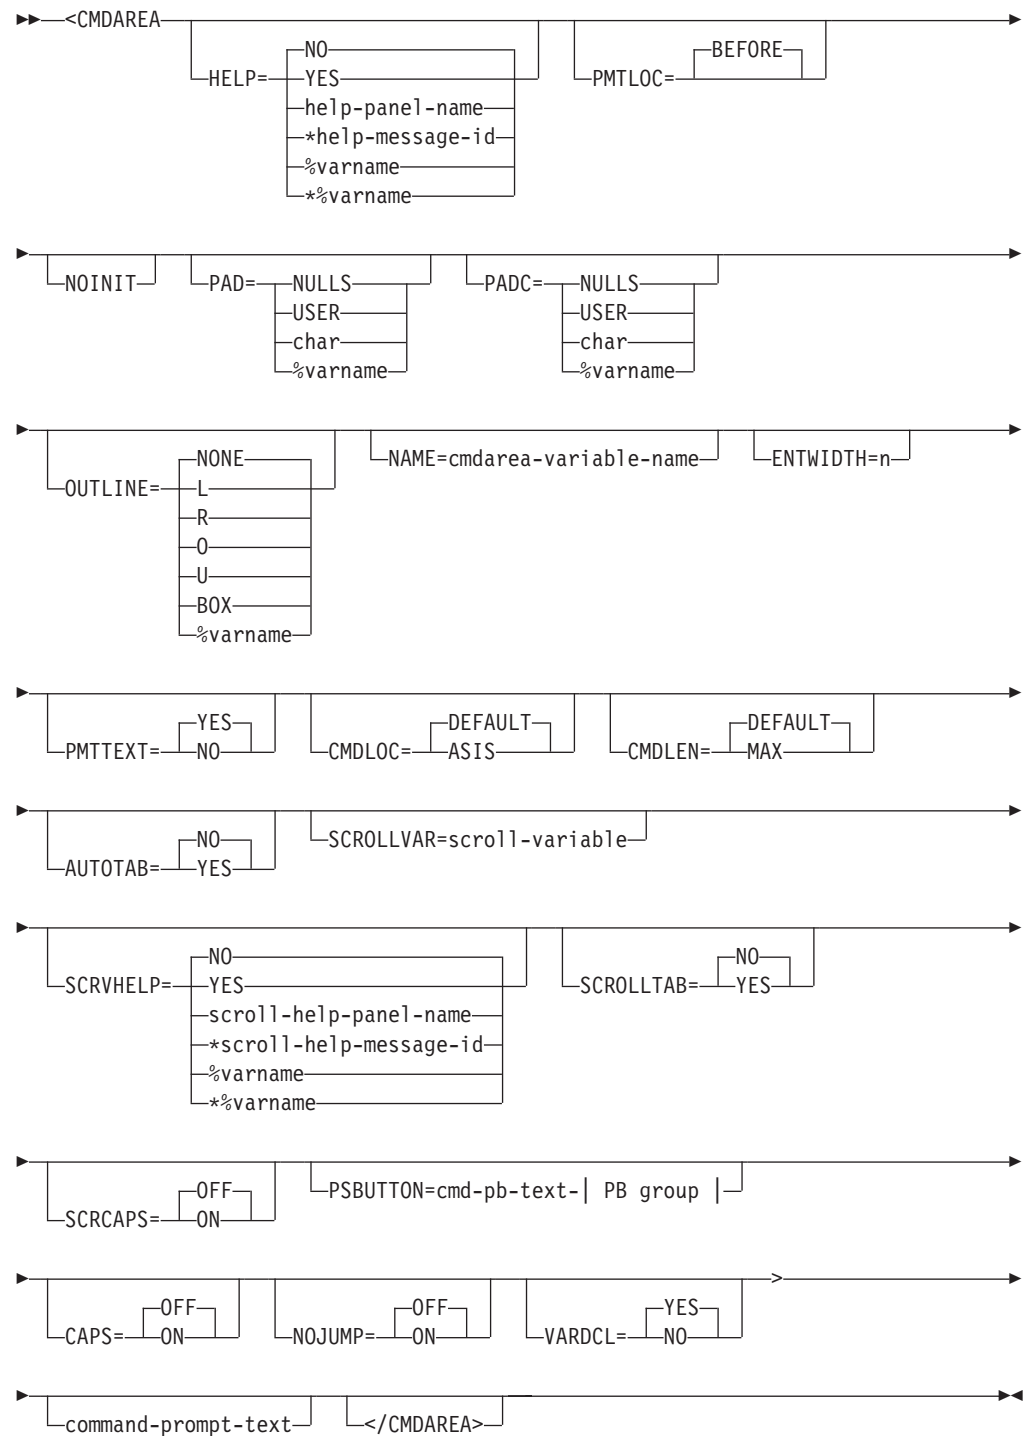 <CMDAREA
NO
BEFORE
HELP= YES PMTLOC=
help-panel-name
*help-message-id
%varname
*%varname
NOINIT PAD= NULLS PADC= NULLS
USER USER
char char
%varname %varname
NONE NAME=cmdarea-variable-name ENTWIDTH=n
OUTLINE= L
R
O
U
BOX
%varname
YES DEFAULT DEFAULT
PMTTEXT= NO CMDLOC= ASIS CMDLEN= MAX
NO SCROLLVAR=scroll-variable
AUTOTAB= YES
NO NO
SCRVHELP= YES SCROLLTAB= YES
scroll-help-panel-name
*scroll-help-message-id
%varname
*%varname
OFF PSBUTTON=cmd-pb-text-| PB group |
SCRCAPS= ON
>
OFF OFF YES
CAPS= ON NOJUMP= ON VARDCL= NO
command-prompt-text </CMDAREA>